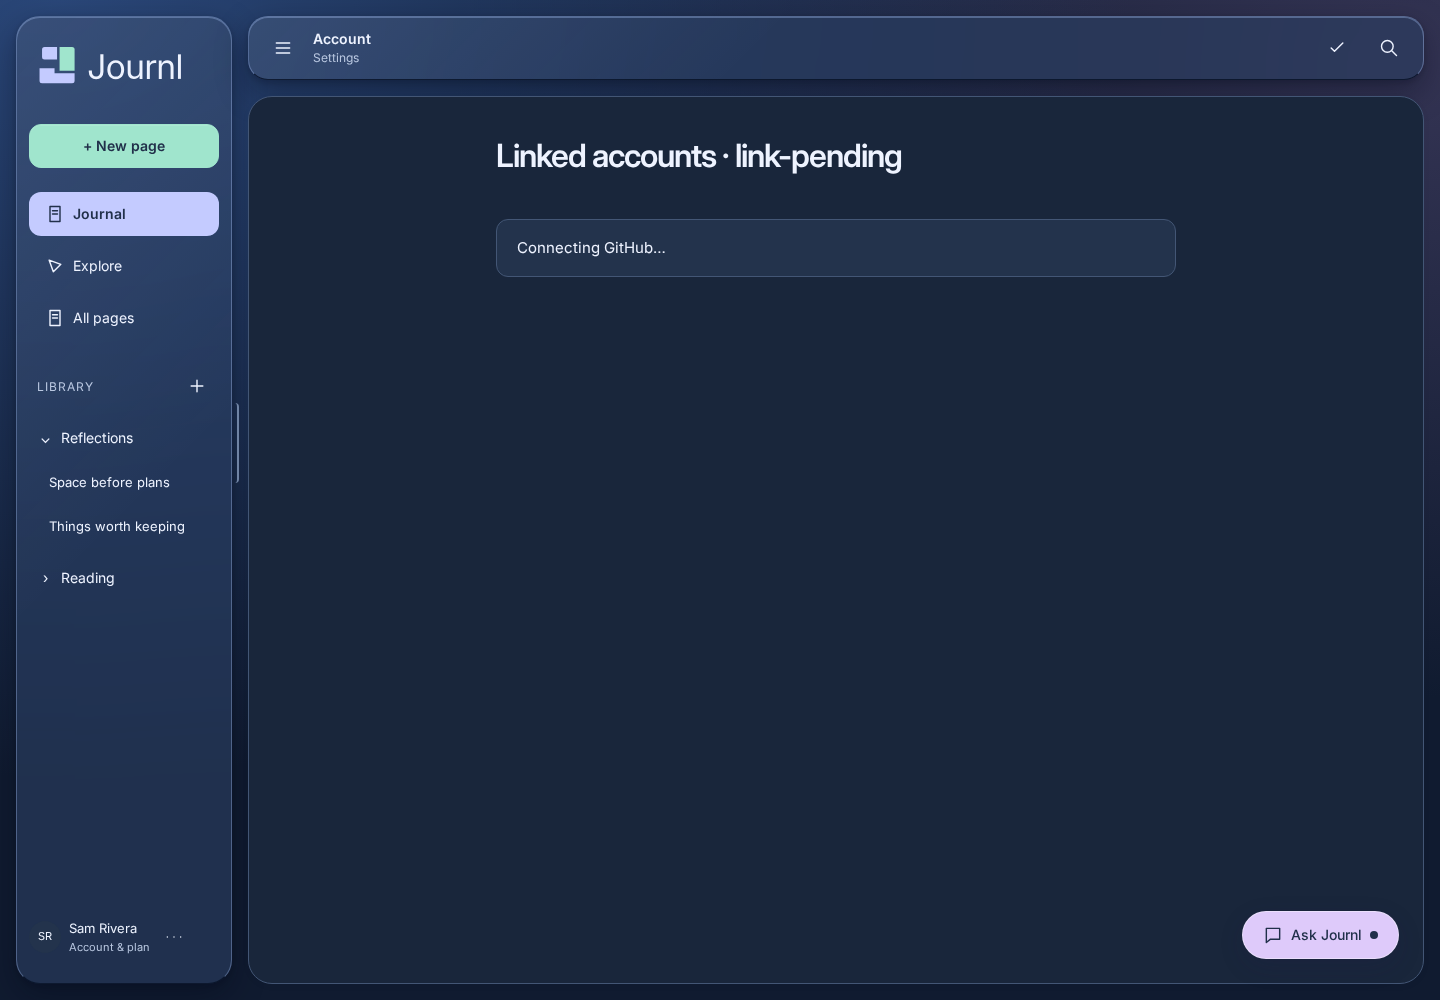 Journl
+ New page
Journal
Explore
All pages
LIBRARY
Reflections
Space before plans
Things worth keeping
Reading
SR
Sam Rivera
Account & plan
...
Account
Settings
Linked accounts · link-pending
Connecting GitHub...
Ask Journl